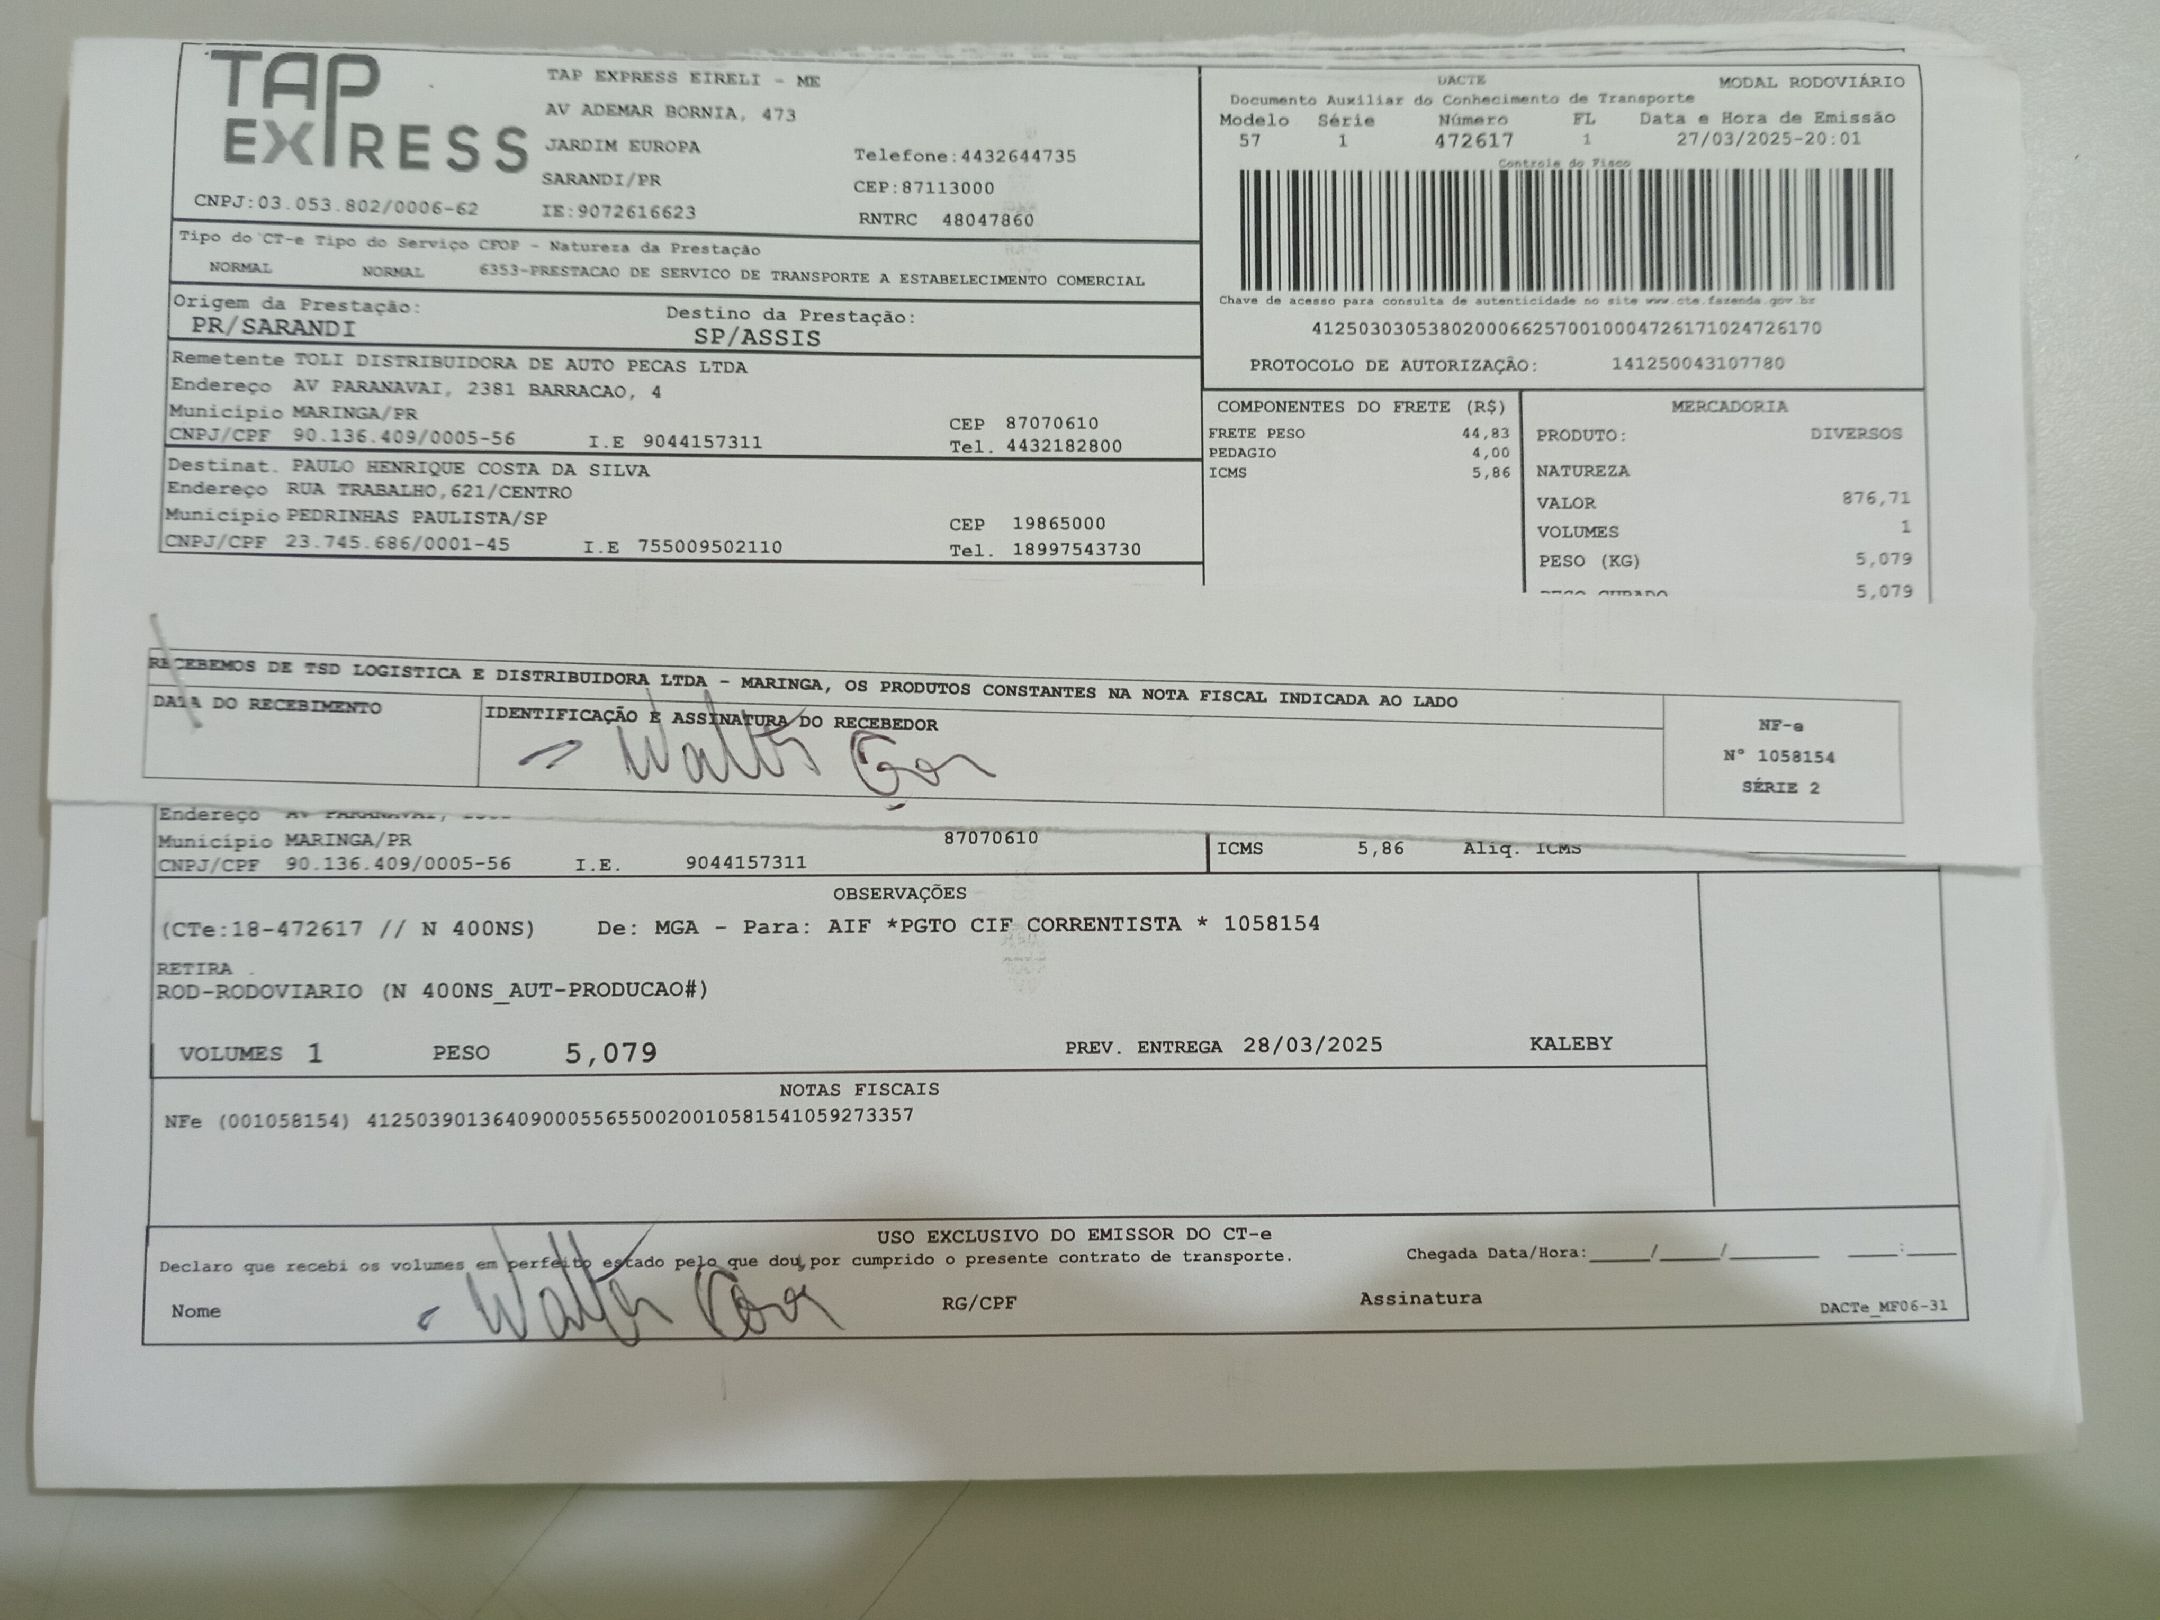 TAP EXPRESS
TAP EXPRESS EIRELI - ME
AV ADEMAR BORNIA, 473
JARDIM EUROPA
Telefone:4432644735
SARANDI/PR
CEP:87113000
CNPJ:03.053.802/0006-62
IE:9072616623
RNTRC 48047860
DACTE
MODAL RODOVIÁRIO
Documento Auxiliar do Conhecimento de Transporte
Modelo Série Número FL Data e Hora de Emissão
57 1 472617 1 27/03/2025-20:01
Controle do Fisco
Chave de acesso para consulta de autenticidade no site www.cte.fazenda.gov.br
41250303053802000662570010004726171024726170
PROTOCOLO DE AUTORIZAÇÃO: 141250043107780
Tipo do CT-e Tipo do Serviço CFOP - Natureza da Prestação
NORMAL NORMAL 6353-PRESTACAO DE SERVICO DE TRANSPORTE A ESTABELECIMENTO COMERCIAL
Origem da Prestação: Destino da Prestação:
PR/SARANDI SP/ASSIS
Remetente TOLI DISTRIBUIDORA DE AUTO PECAS LTDA
Endereço AV PARANAVAI, 2381 BARRACAO, 4
Município MARINGA/PR CEP 87070610
CNPJ/CPF 90.136.409/0005-56 I.E 9044157311 Tel. 4432182800
Destinat. PAULO HENRIQUE COSTA DA SILVA
Endereço RUA TRABALHO,621/CENTRO
Município PEDRINHAS PAULISTA/SP CEP 19865000
CNPJ/CPF 23.745.686/0001-45 I.E 755009502110 Tel. 18997543730
COMPONENTES DO FRETE (R$)
FRETE PESO 44,83
PEDAGIO 4,00
ICMS 5,86
MERCADORIA
PRODUTO: DIVERSOS
NATUREZA
VALOR 876,71
VOLUMES 1
PESO (KG) 5,079
5,079
RECEBEMOS DE TSD LOGISTICA E DISTRIBUIDORA LTDA - MARINGA, OS PRODUTOS CONSTANTES NA NOTA FISCAL INDICADA AO LADO
DATA DO RECEBIMENTO
IDENTIFICAÇÃO E ASSINATURA DO RECEBEDOR
NF-e
N° 1058154
SÉRIE 2
Endereço AV PARANAVAI,
Município MARINGA/PR 87070610
CNPJ/CPF 90.136.409/0005-56 I.E. 9044157311
ICMS 5,86 Aliq. ICMS
OBSERVAÇÕES
(CTe:18-472617 // N 400NS) De: MGA - Para: AIF *PGTO CIF CORRENTISTA * 1058154
RETIRA .
ROD-RODOVIARIO (N 400NS_AUT-PRODUCAO#)
VOLUMES 1 PESO 5,079 PREV. ENTREGA 28/03/2025 KALEBY
NOTAS FISCAIS
NFe (001058154) 41250390136409000556550020010581541059273357
USO EXCLUSIVO DO EMISSOR DO CT-e
Declaro que recebi os volumes em perfeito estado pelo que dou por cumprido o presente contrato de transporte. Chegada Data/Hora:____/____/______ ___:___
Nome RG/CPF Assinatura
DACTe_MF06-31